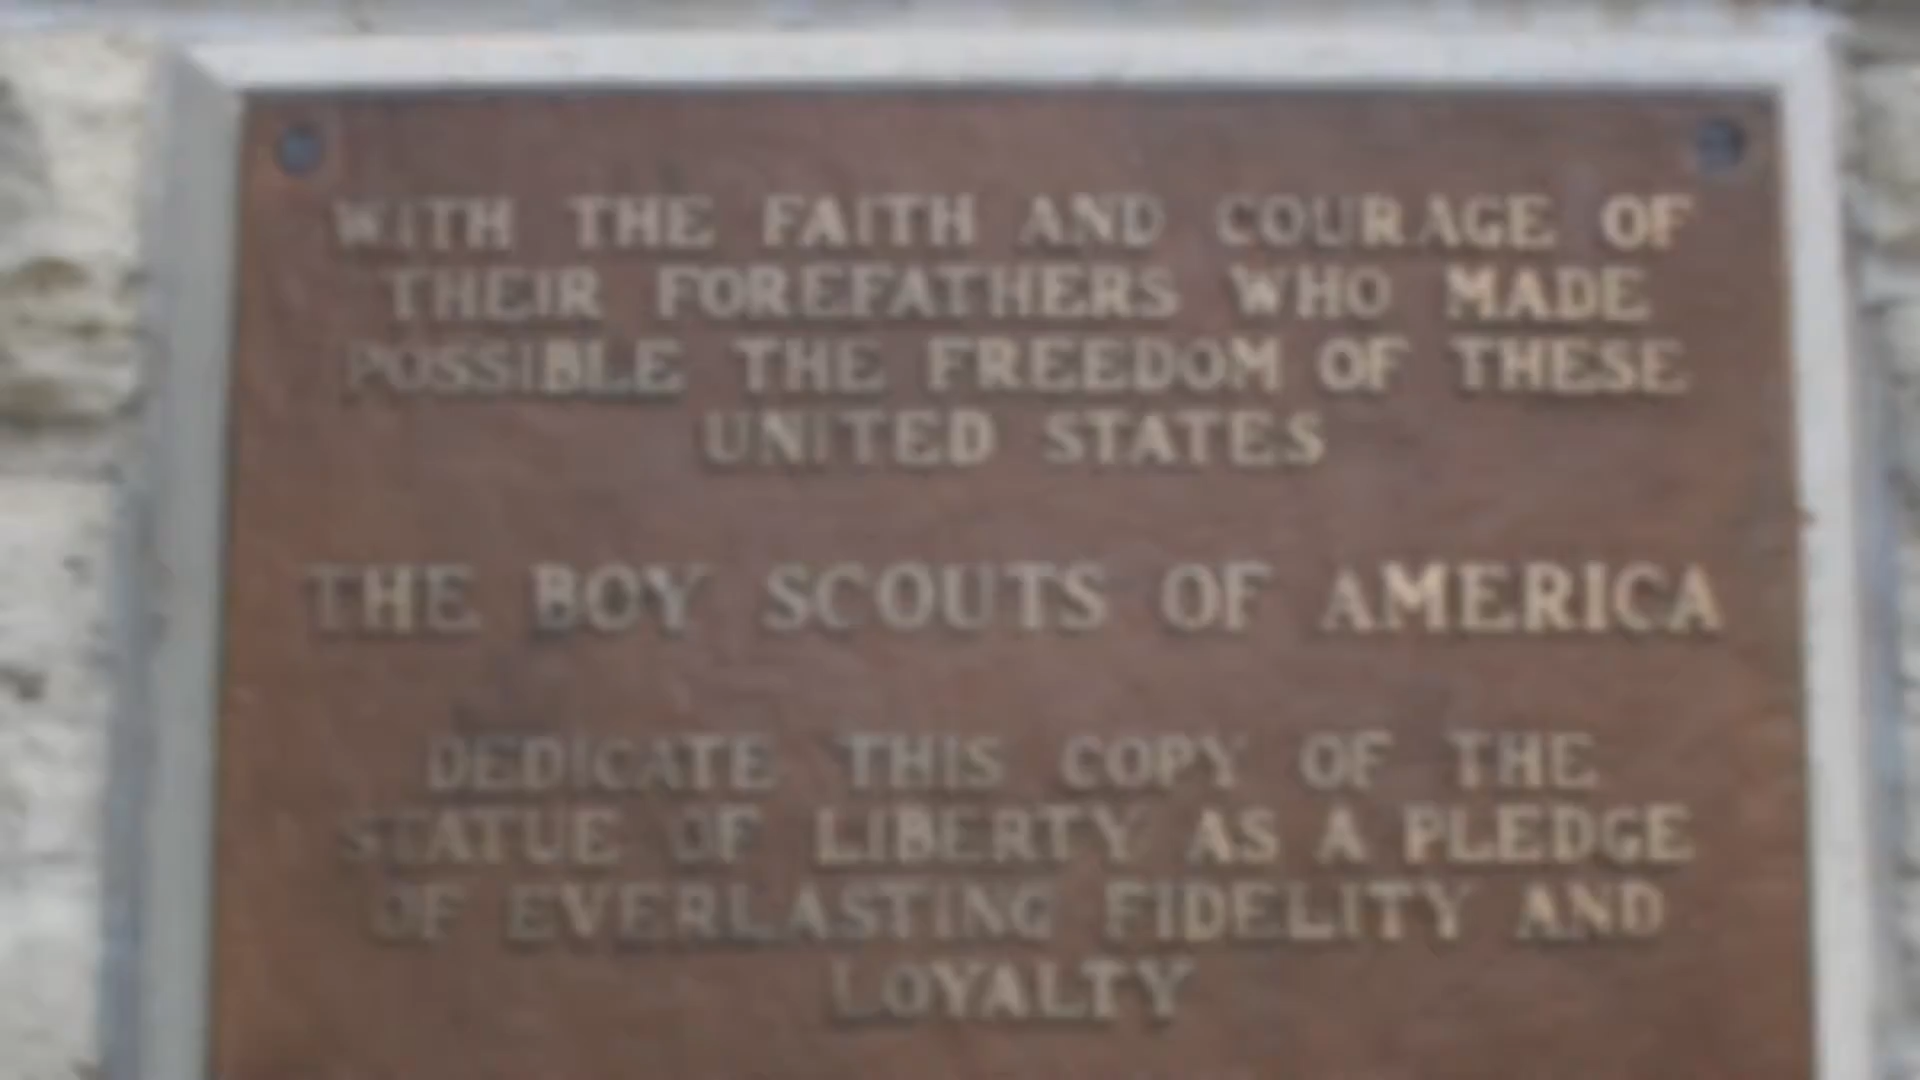 WITH THE FAITH AND COURAGE OF
THEIR FOREFATHERS WHO MADE
POSSIBLE THE FREEDOM OF THESE
UNITED STATES
THE BOY SCOUTS OF AMERICA
DEDICATE THIS COPY OF THE
STATUE OF LIBERTY AS A PLEDGE
OF EVERLASTING FIDELITY AND
LOYALTY